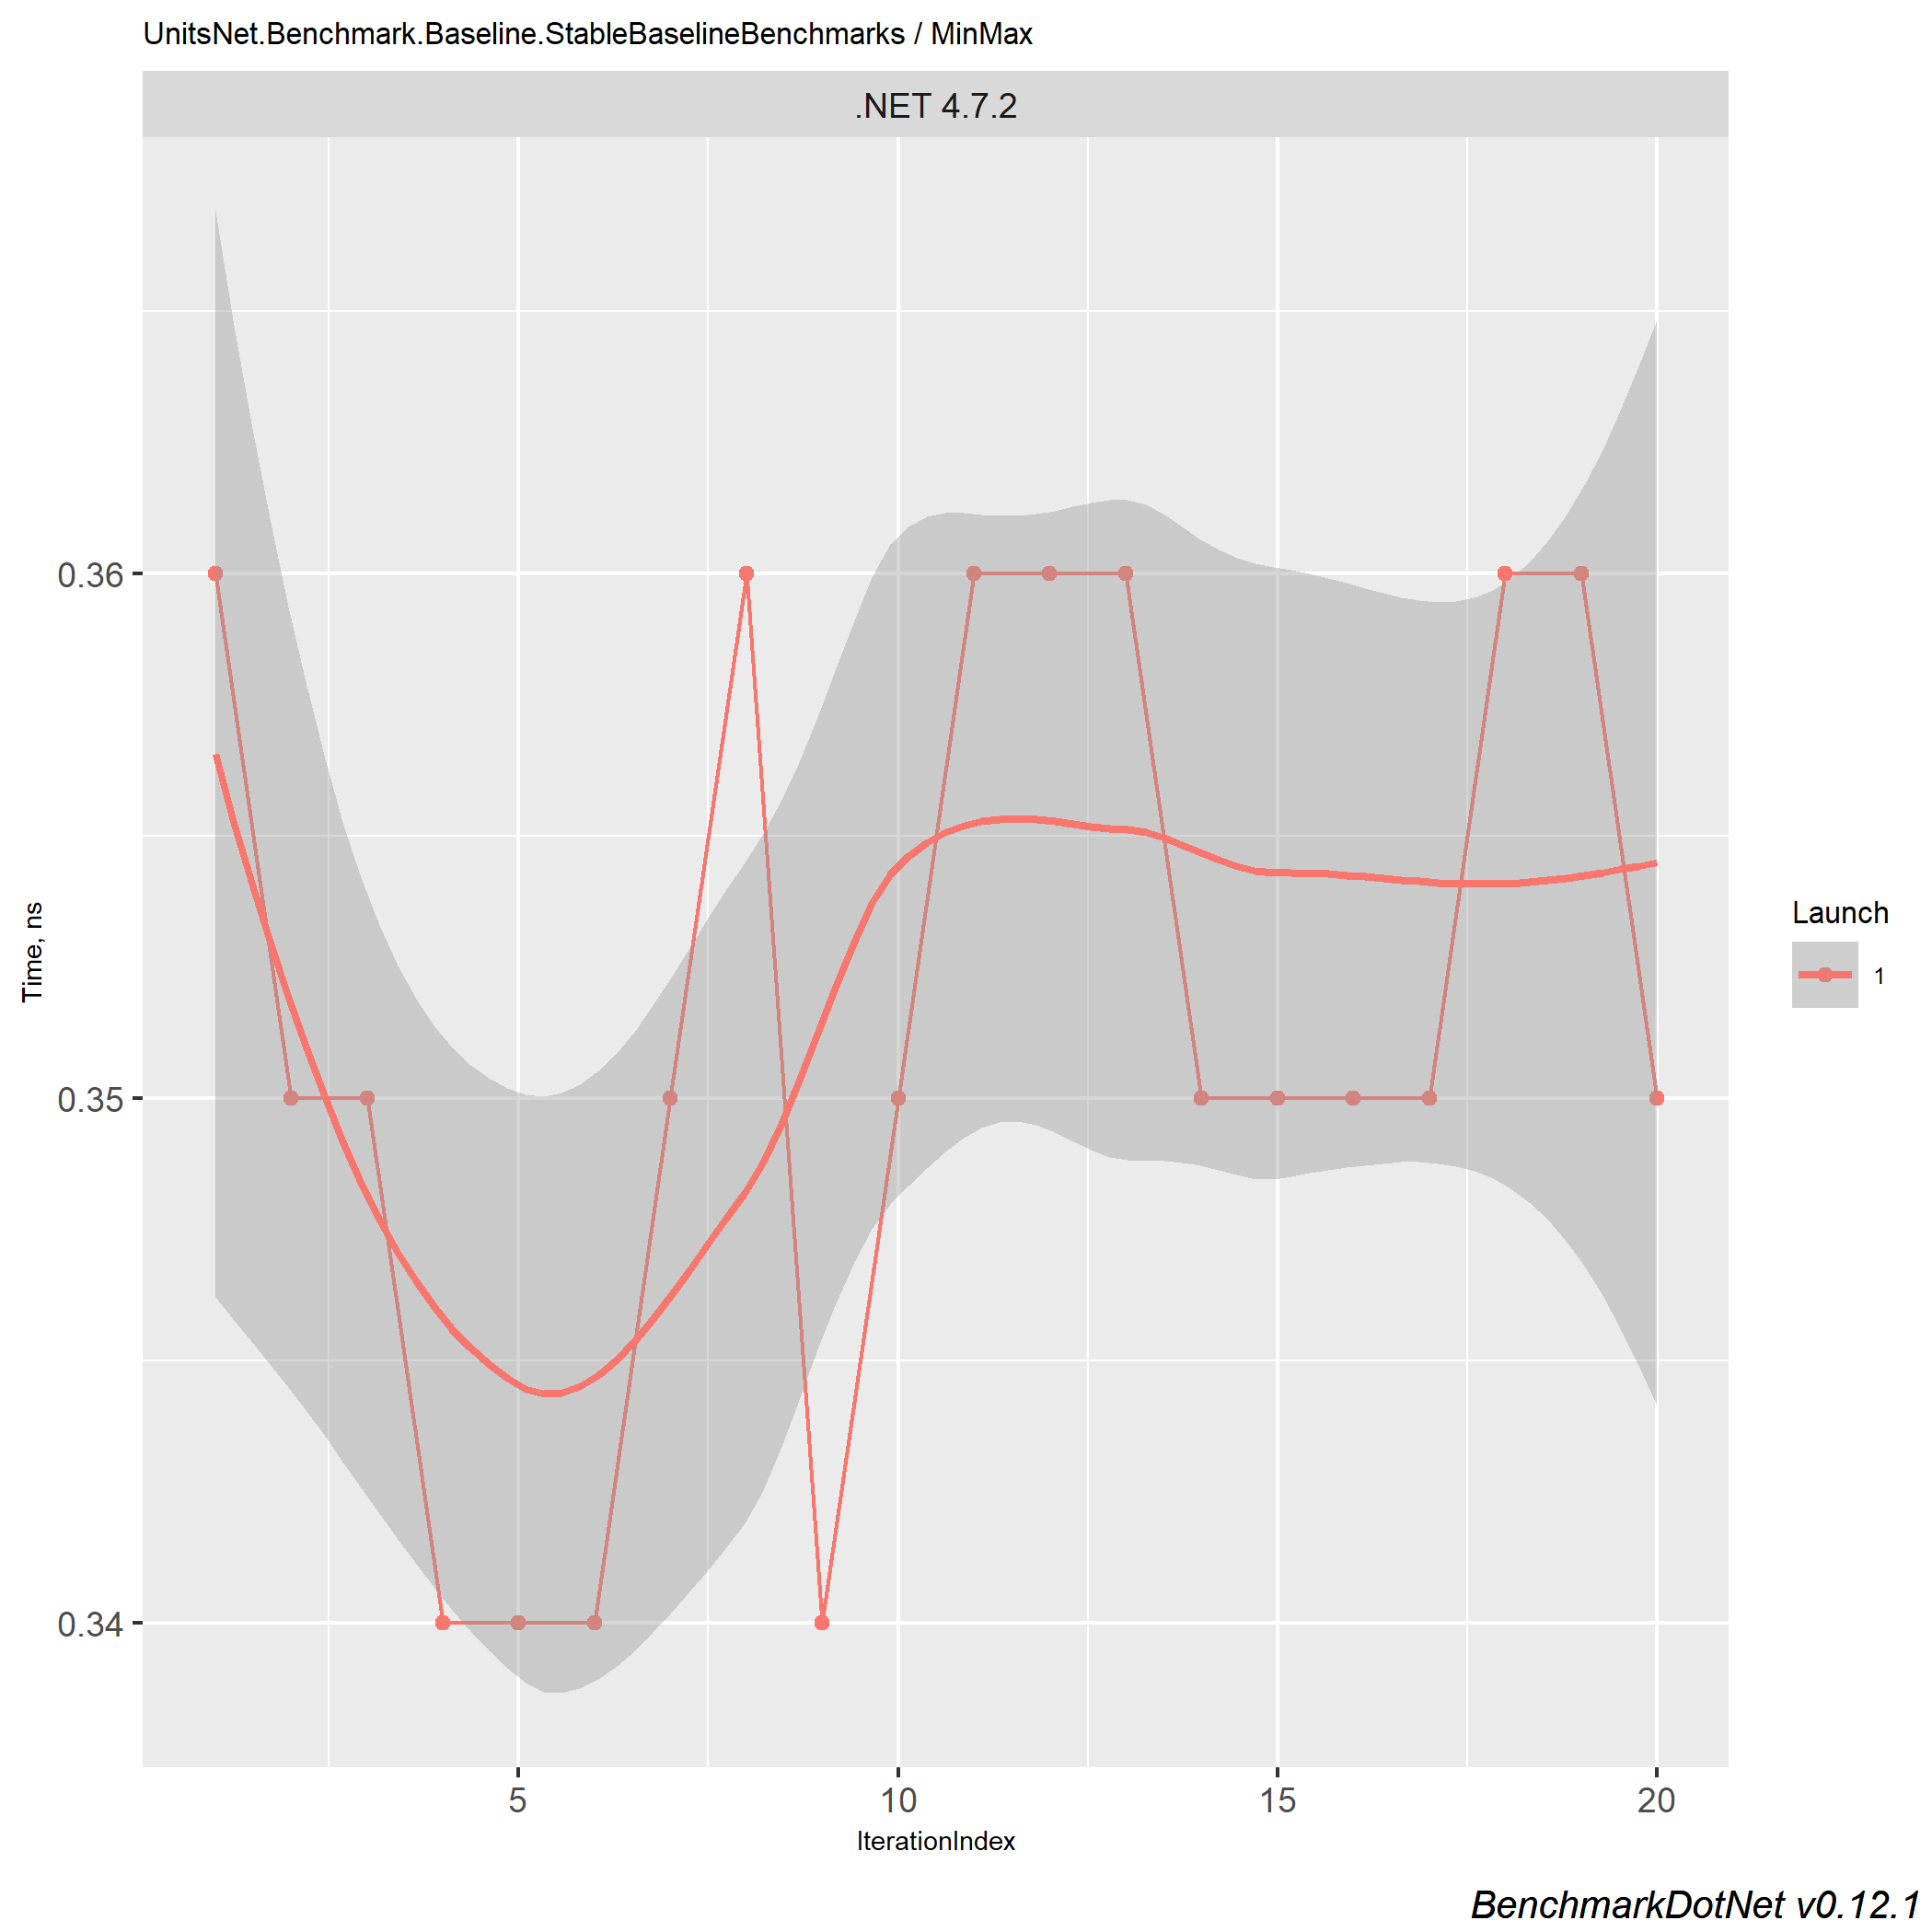 UnitsNet.Benchmark.Baseline.StableBaselineBenchmarks / MinMax
.NET 4.7.2
Time, ns
0.36
0.35
0.34
5
10
15
20
IterationIndex
Launch
1
BenchmarkDotNet v0.12.1